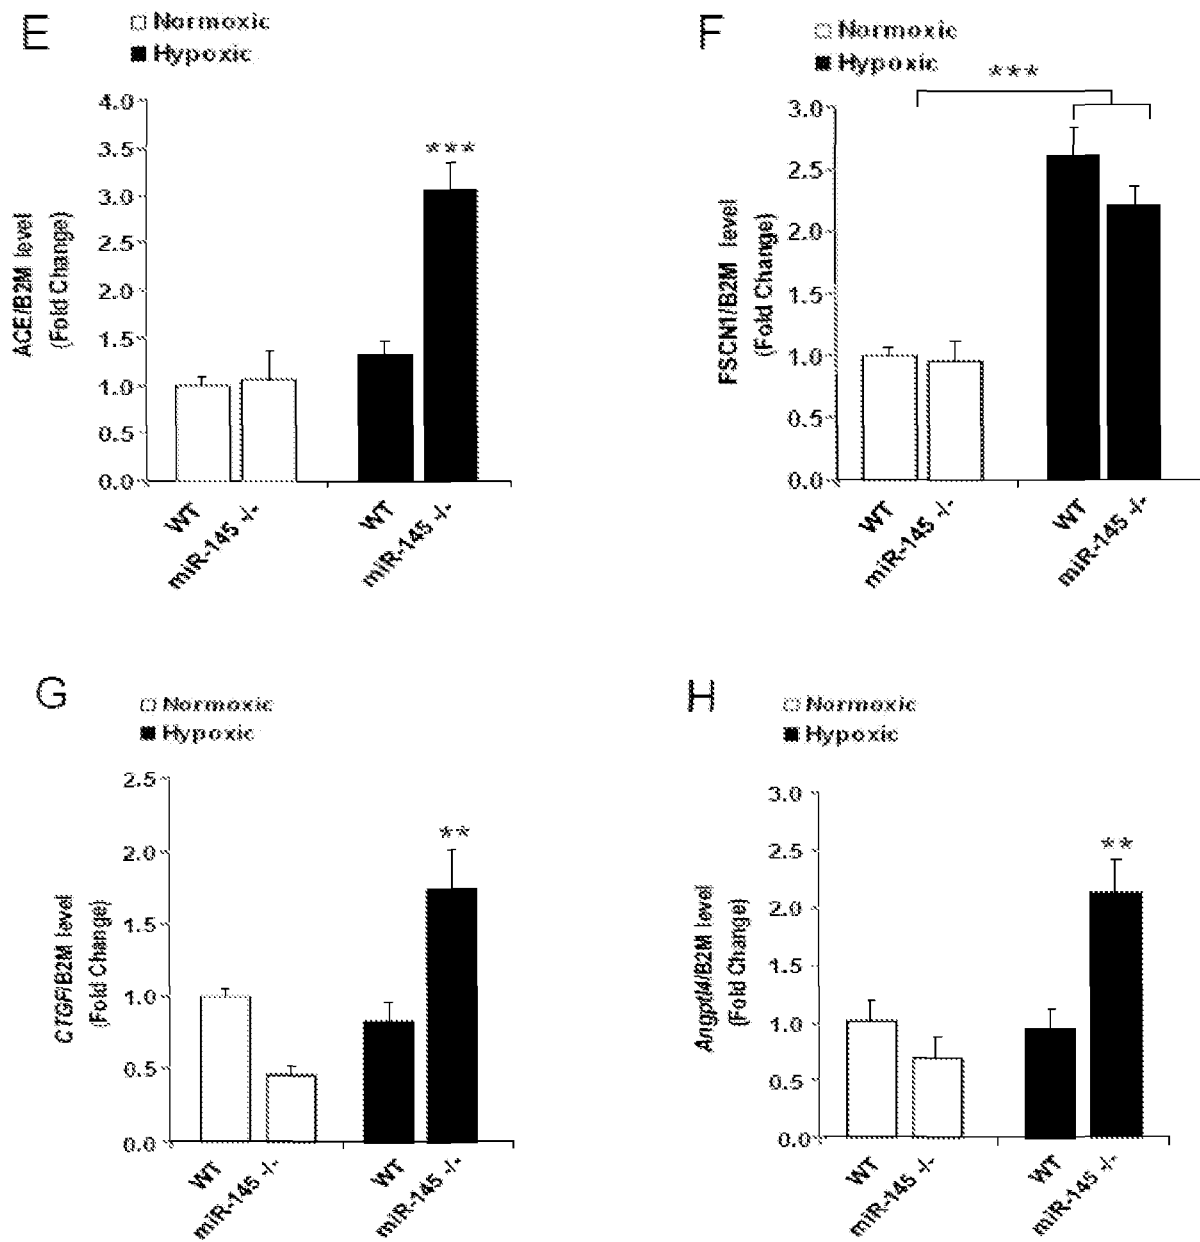 E
Normoxic
Hypoxic
4.0
3.5
3.0
2.5
2.0
1.5
1.0
0.5
0.0
ACE/B2M level
(Fold Change)
***
WT
miR-145 -/-
WT
miR-145 -/-
F
Normoxic
Hypoxic
***
3.0
2.5
2.0
1.5
1.0
0.5
0.0
FSCN1/B2M level
(Fold Change)
WT
miR-145 -/-
WT
miR-145 -/-
G
Normoxic
Hypoxic
2.5
2.0
1.5
1.0
0.5
0.0
CTGF/B2M level
(Fold Change)
**
WT
miR-145 -/-
WT
miR-145 -/-
H
Normoxic
Hypoxic
3.0
2.5
2.0
1.5
1.0
0.5
0.0
Angptl4/B2M level
(Fold Change)
**
WT
miR-145 -/-
WT
miR-145 -/-